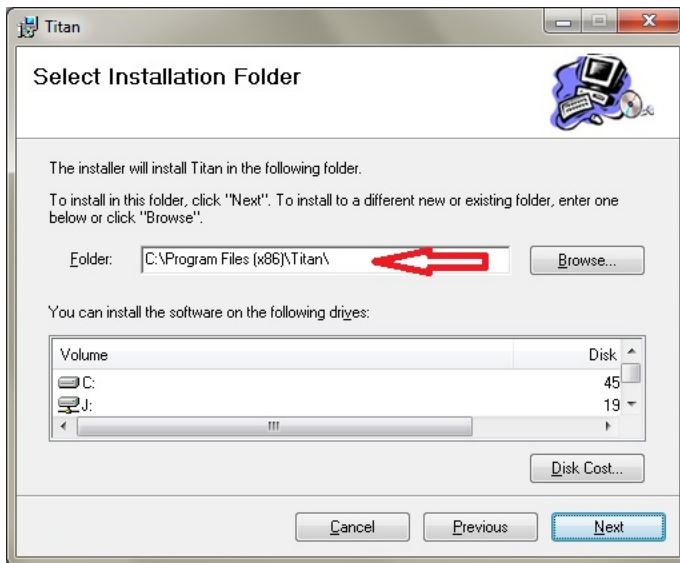 Titan
Select Installation Folder
The installer will install Titan in the following folder.
To install in this folder, click "Next". To install to a different new or existing folder, enter one
below or click "Browse".
Folder: C:\Program Files (x86)\Titan\ Browse...
You can install the software on the following drives:
Volume Disk
C: 45
J: 19
Disk Cost...
Cancel Previous Next